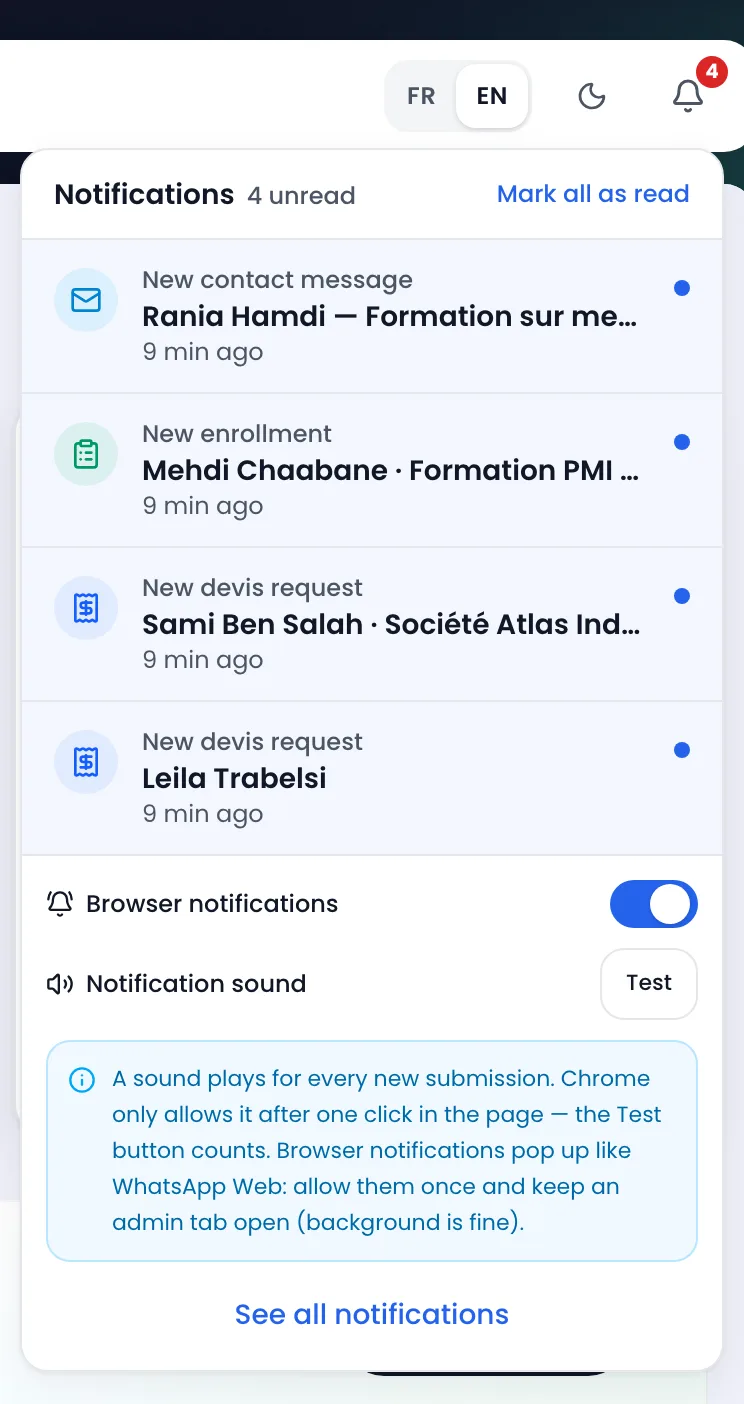 FR EN 4
Notifications 4 unread Mark all as read
New contact message
Rania Hamdi — Formation sur me...
9 min ago
New enrollment
Mehdi Chaabane · Formation PMI ...
9 min ago
New devis request
Sami Ben Salah · Société Atlas Ind...
9 min ago
New devis request
Leila Trabelsi
9 min ago
Browser notifications
Notification sound Test
A sound plays for every new submission. Chrome
only allows it after one click in the page — the Test
button counts. Browser notifications pop up like
WhatsApp Web: allow them once and keep an
admin tab open (background is fine).
See all notifications